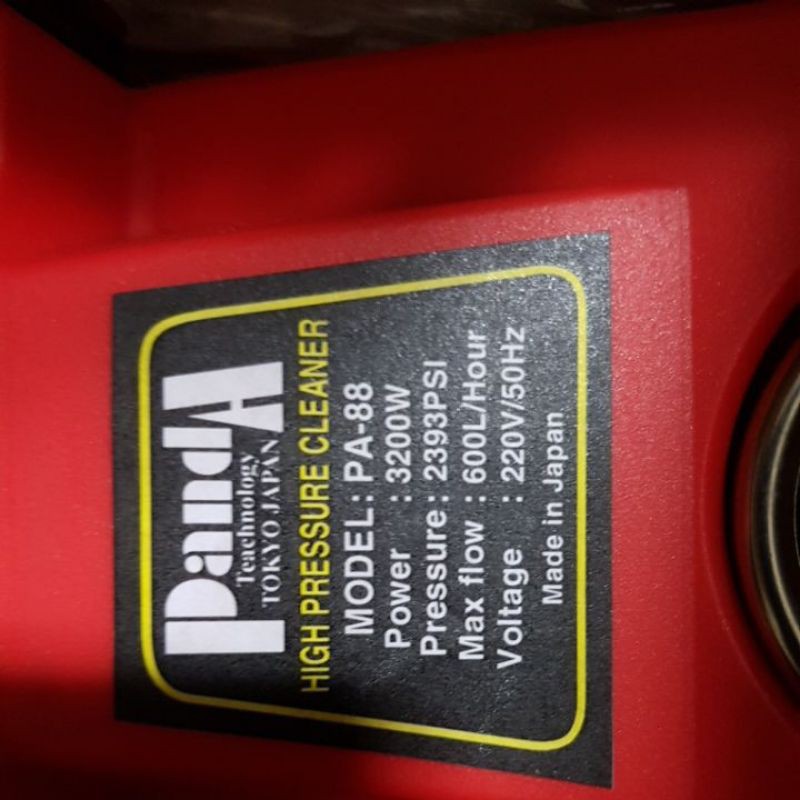 PandA
Teachnology
TOKYO JAPAN
HIGH PRESSURE CLEANER
MODEL: PA-88
Power : 3200W
Pressure: 2393PSI
Max flow : 600L/Hour
Voltage : 220V/50Hz
Made in Japan